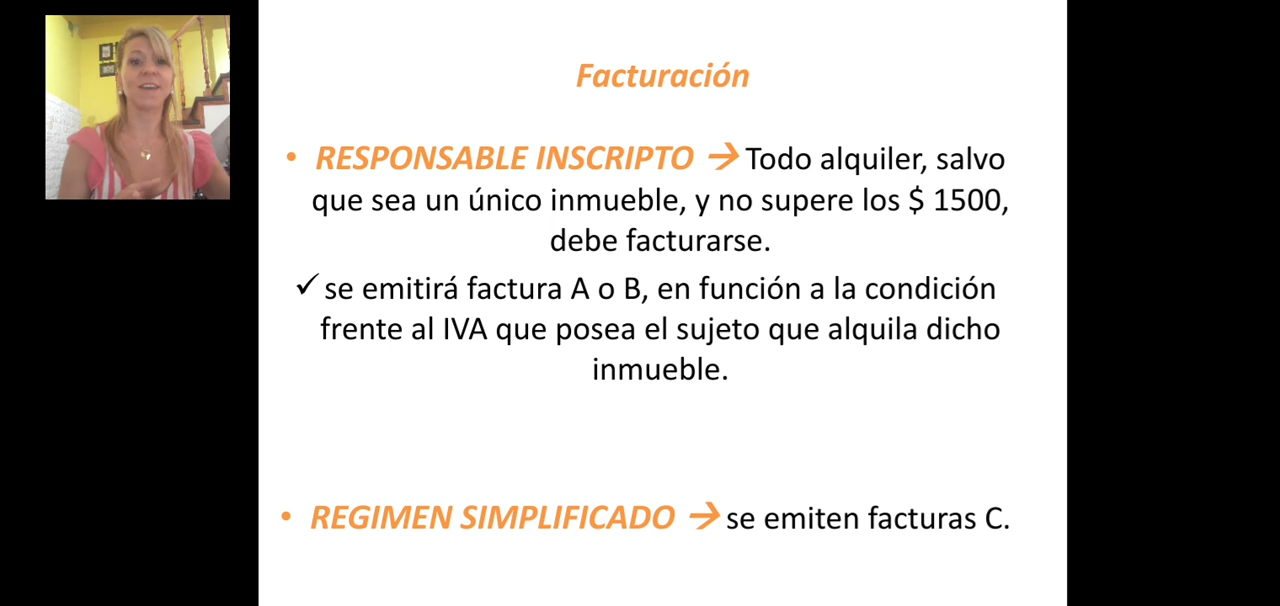 Facturación
• RESPONSABLE INSCRIPTO → Todo alquiler, salvo
que sea un único inmueble, y no supere los $ 1500,
debe facturarse.
✓ se emitirá factura A o B, en función a la condición
frente al IVA que posea el sujeto que alquila dicho
inmueble.
• REGIMEN SIMPLIFICADO → se emiten facturas C.